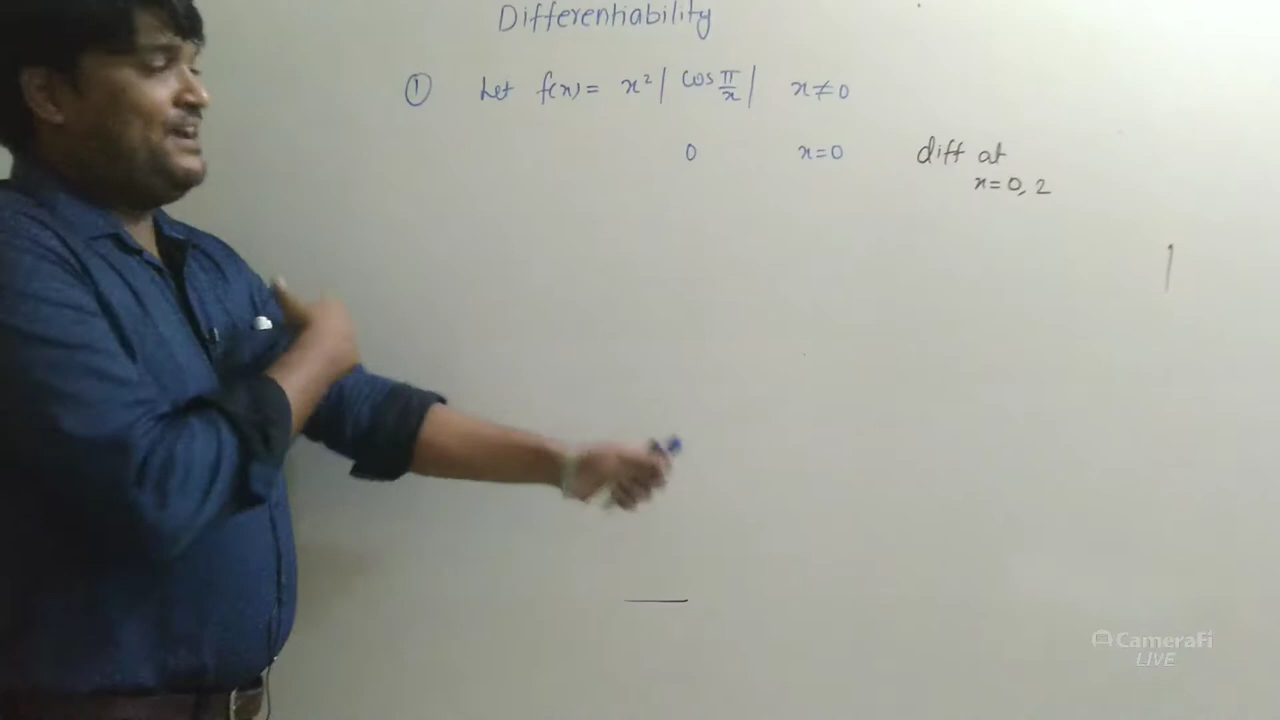 Differentiability
① Let f(x) = x² | cos π/x | x ≠ 0
0 x = 0 diff at
x = 0, 2
CameraFi
LIVE